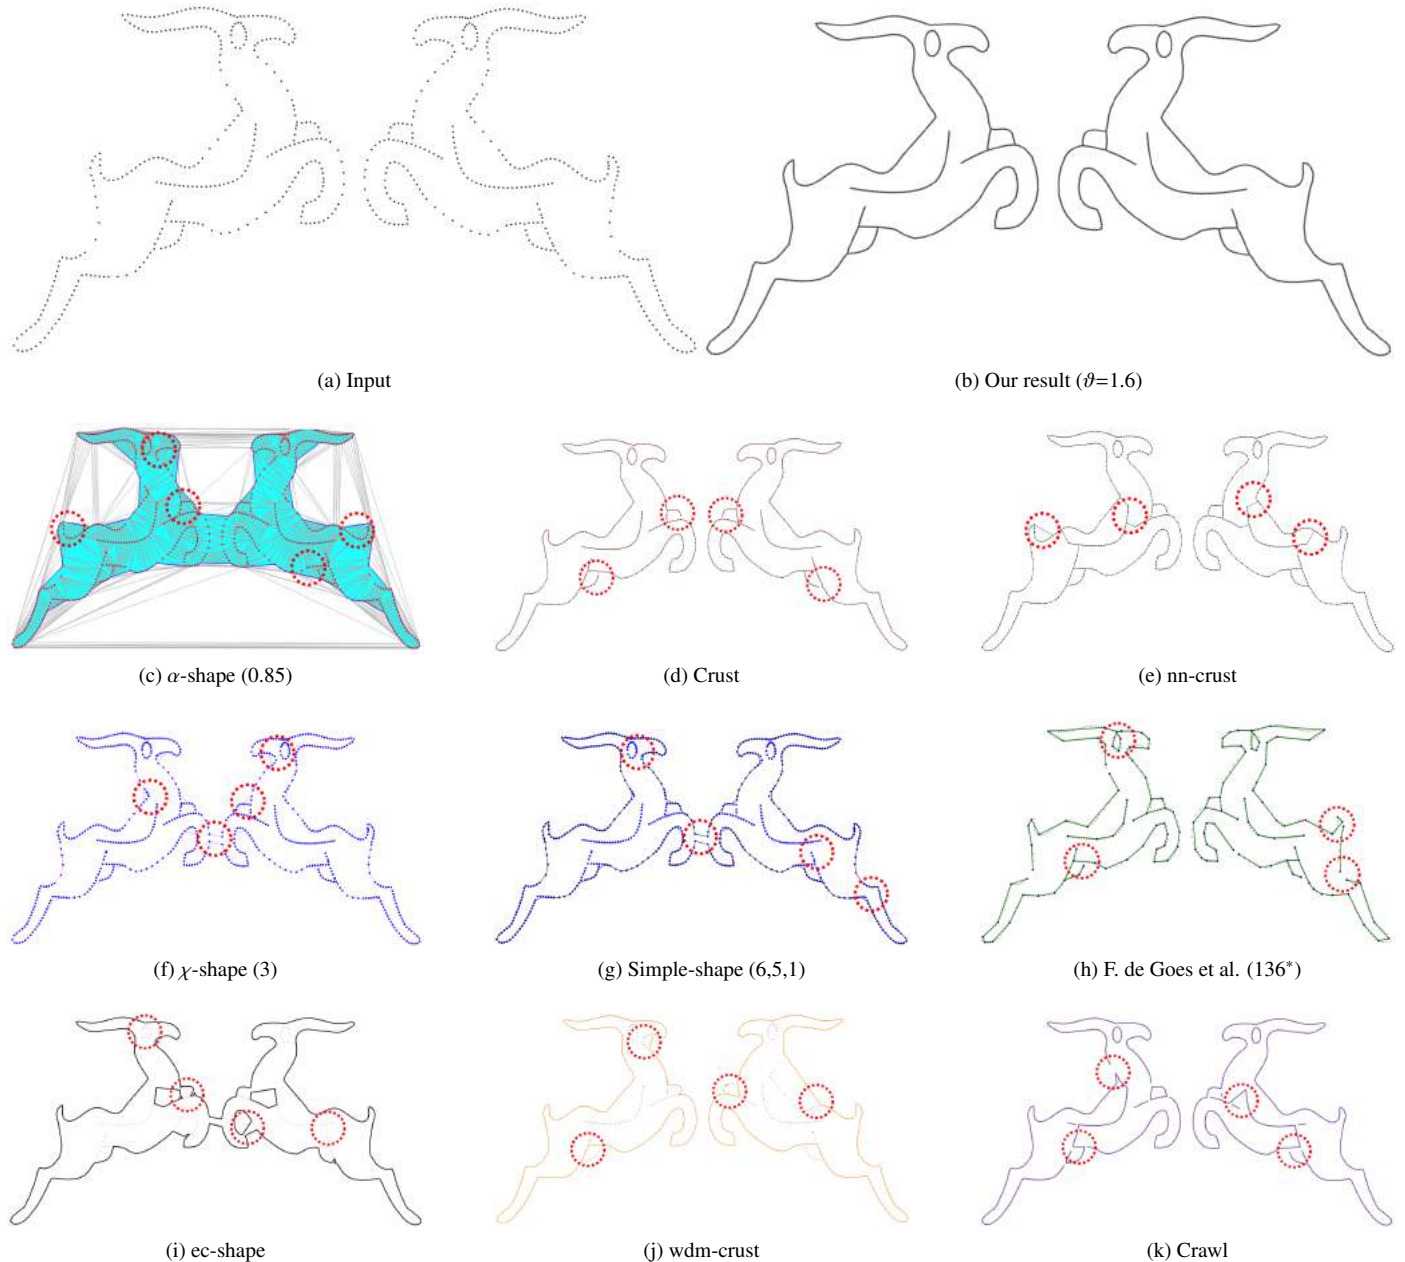 (a) Input
(b) Our result (ϑ=1.6)
(c) α-shape (0.85)
(d) Crust
(e) nn-crust
(f) χ-shape (3)
(g) Simple-shape (6,5,1)
(h) F. de Goes et al. (136*)
(i) ec-shape
(j) wdm-crust
(k) Crawl